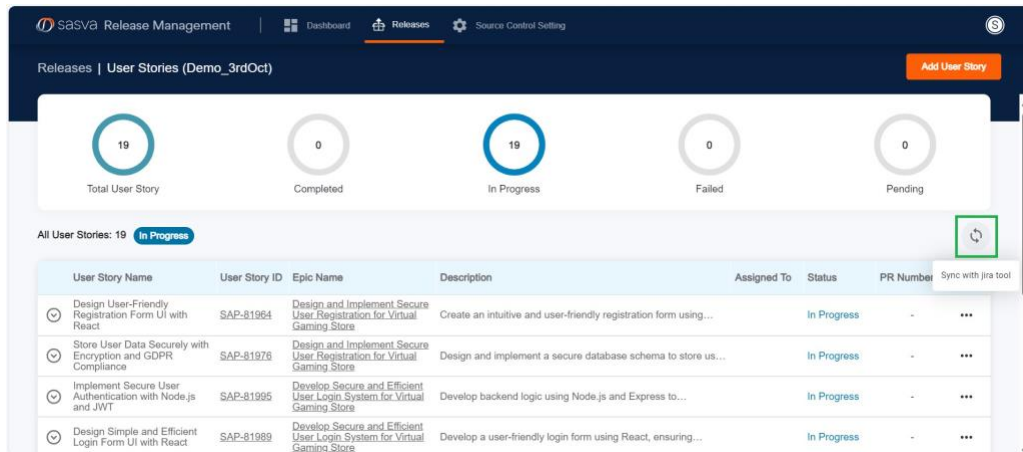 sasva Release Management | Dashboard Releases Source Control Setting S
Releases | User Stories (Demo_3rdOct) Add User Story
19 0 19 0 0
Total User Story Completed In Progress Failed Pending
All User Stories: 19 In Progress
Sync with jira tool
User Story Name User Story ID Epic Name Description Assigned To Status PR Number
Design User-Friendly
Registration Form UI with
React
SAP-81964
Design and Implement Secure
User Registration for Virtual
Gaming Store
Create an intuitive and user-friendly registration form using...
In Progress - •••
Store User Data Securely with
Encryption and GDPR
Compliance
SAP-81976
Design and Implement Secure
User Registration for Virtual
Gaming Store
Design and implement a secure database schema to store us...
In Progress - •••
Implement Secure User
Authentication with Node.js
and JWT
SAP-81995
Develop Secure and Efficient
User Login System for Virtual
Gaming Store
Develop backend logic using Node.js and Express to...
In Progress - •••
Design Simple and Efficient
Login Form UI with React
SAP-81989
Develop Secure and Efficient
User Login System for Virtual
Gaming Store
Develop a user-friendly login form using React, ensuring...
In Progress - •••